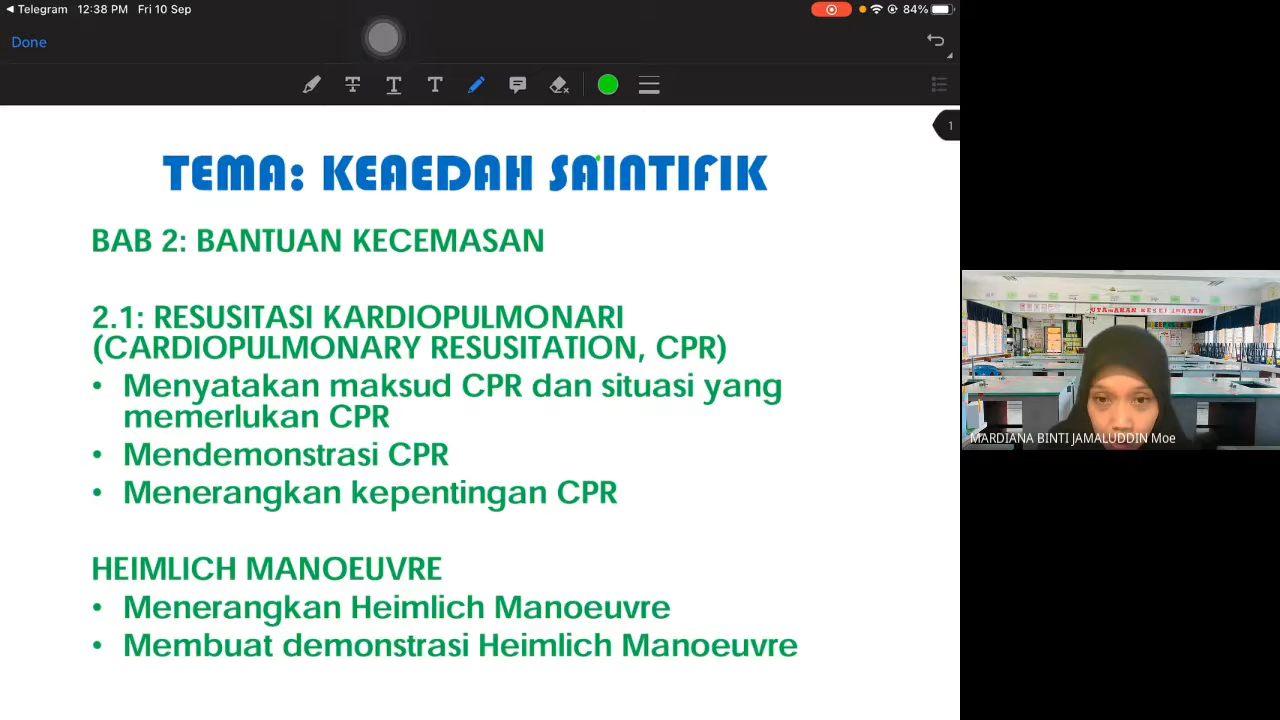 Telegram 12:38 PM Fri 10 Sep 84%
Done
1
TEMA: KEAEDAH SAINTIFIK
BAB 2: BANTUAN KECEMASAN
2.1: RESUSITASI KARDIOPULMONARI
(CARDIOPULMONARY RESUSITATION, CPR)
• Menyatakan maksud CPR dan situasi yang
memerlukan CPR
• Mendemonstrasi CPR
• Menerangkan kepentingan CPR
HEIMLICH MANOEUVRE
• Menerangkan Heimlich Manoeuvre
• Membuat demonstrasi Heimlich Manoeuvre
MARDIANA BINTI JAMALUDDIN Moe